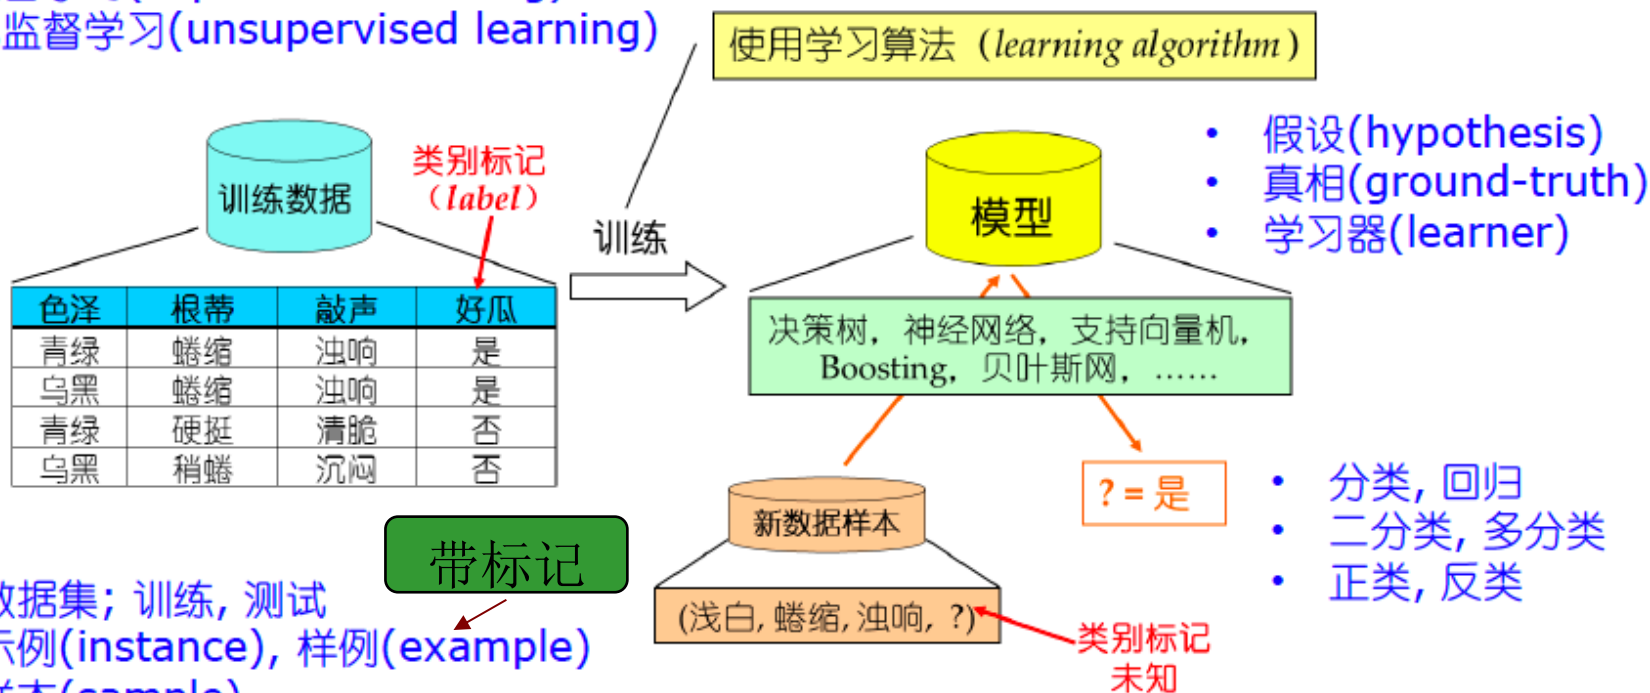 监督学习(unsupervised learning)
使用学习算法（learning algorithm）
训练数据
类别标记
（label）
训练
模型
• 假设(hypothesis)
• 真相(ground-truth)
• 学习器(learner)
色泽 根蒂 敲声 好瓜
青绿 蜷缩 浊响 是
乌黑 蜷缩 浊响 是
青绿 硬挺 清脆 否
乌黑 稍蜷 沉闷 否
决策树，神经网络，支持向量机，
Boosting，贝叶斯网，……
? = 是
• 分类, 回归
• 二分类, 多分类
• 正类, 反类
新数据样本
(浅白, 蜷缩, 浊响, ?)
类别标记
未知
带标记
数据集; 训练, 测试
示例(instance), 样例(example)